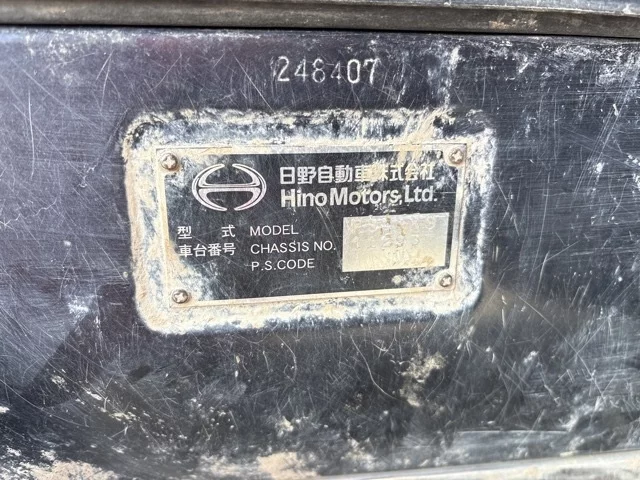 248407
日野自動車株式会社
Hino Motors, Ltd.
型 式 MODEL
車台番号 CHASSIS NO.
P.S.CODE